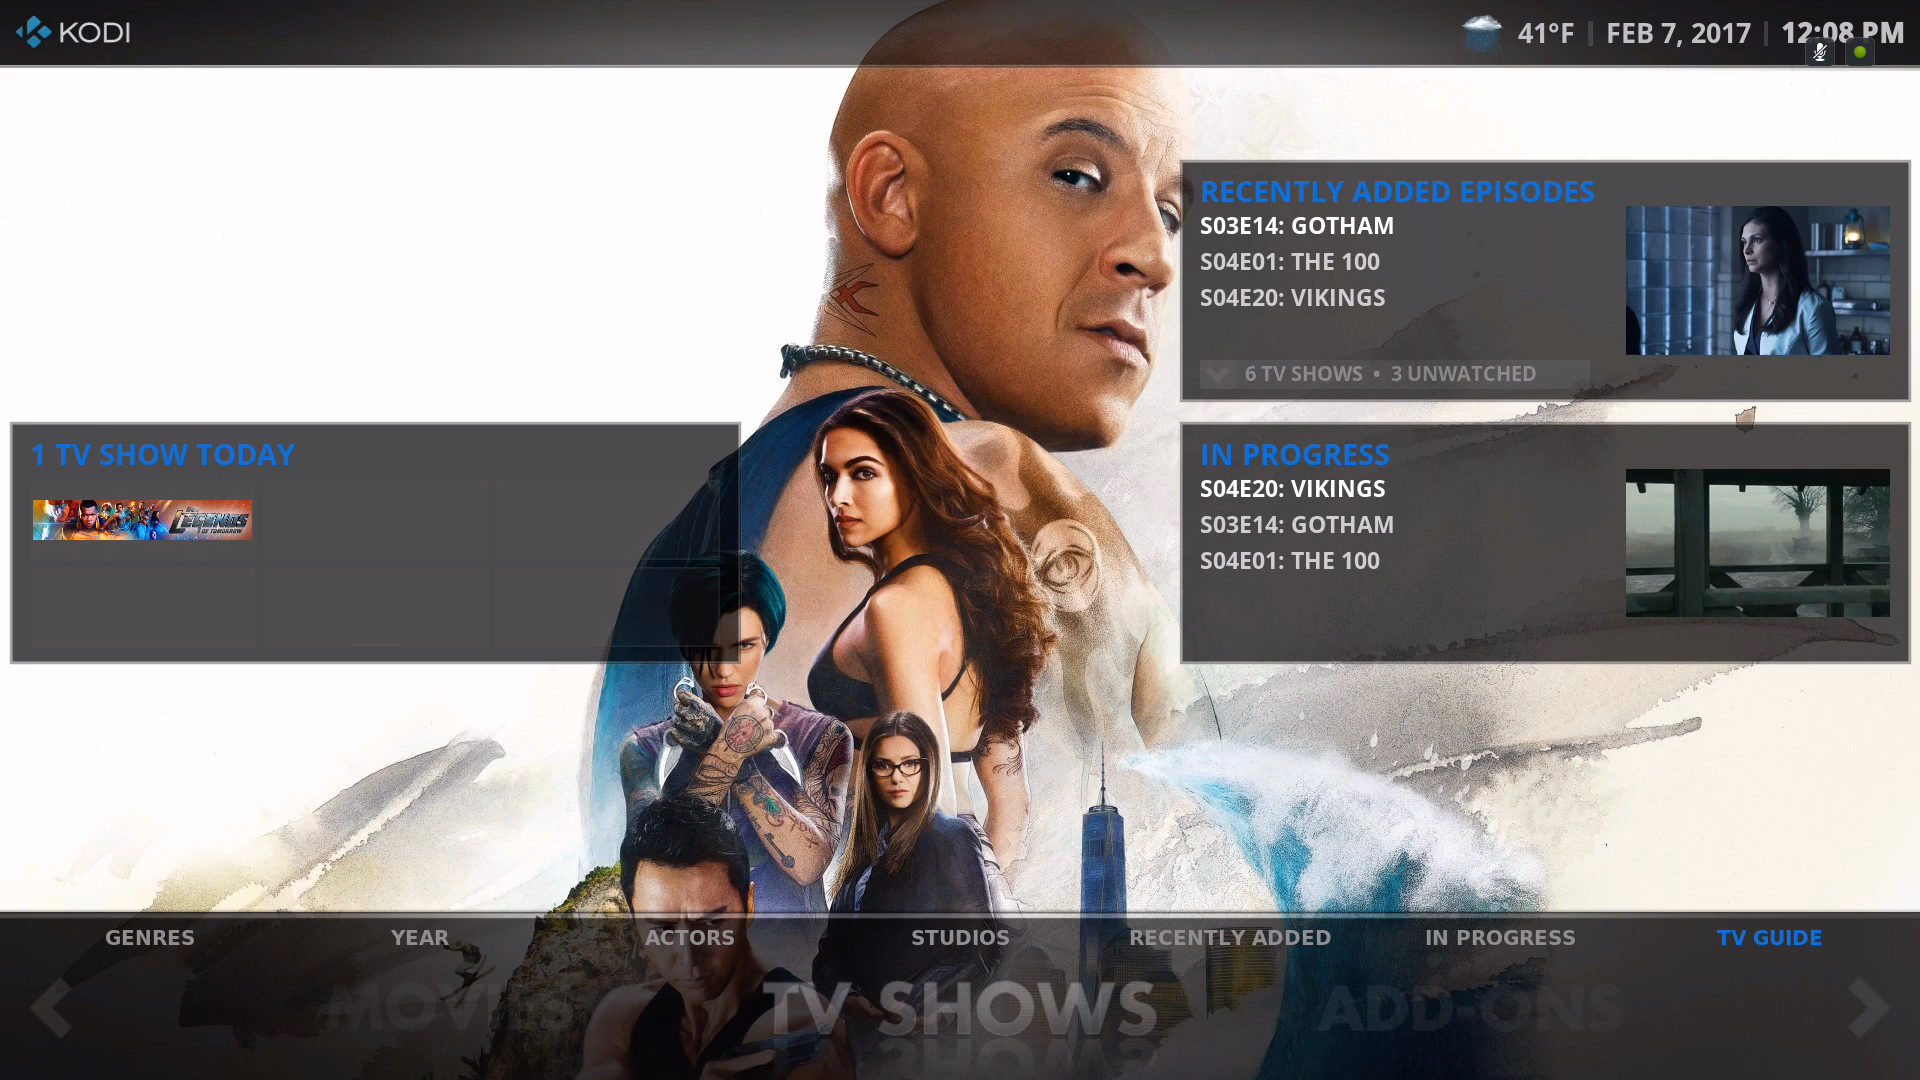 KODI
41°F | FEB 7, 2017 | 12:08 PM
RECENTLY ADDED EPISODES
S03E14: GOTHAM
S04E01: THE 100
S04E20: VIKINGS
6 TV SHOWS • 3 UNWATCHED
1 TV SHOW TODAY
LEGENDS
OF TOMORROW
IN PROGRESS
S04E20: VIKINGS
S03E14: GOTHAM
S04E01: THE 100
GENRES YEAR ACTORS STUDIOS RECENTLY ADDED IN PROGRESS TV GUIDE
MOVIES TV SHOWS ADD-ONS